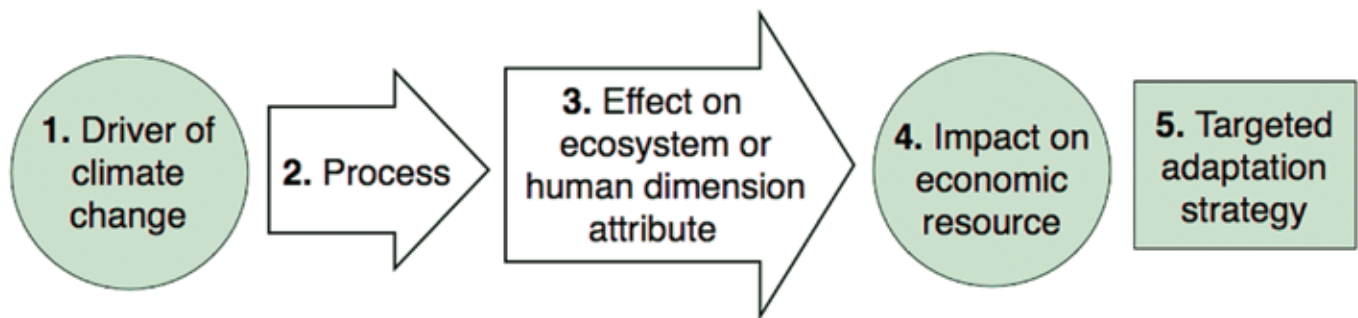 1. Driver of
climate
change
2. Process
3. Effect on
ecosystem or
human dimension
attribute
4. Impact on
economic
resource
5. Targeted
adaptation
strategy